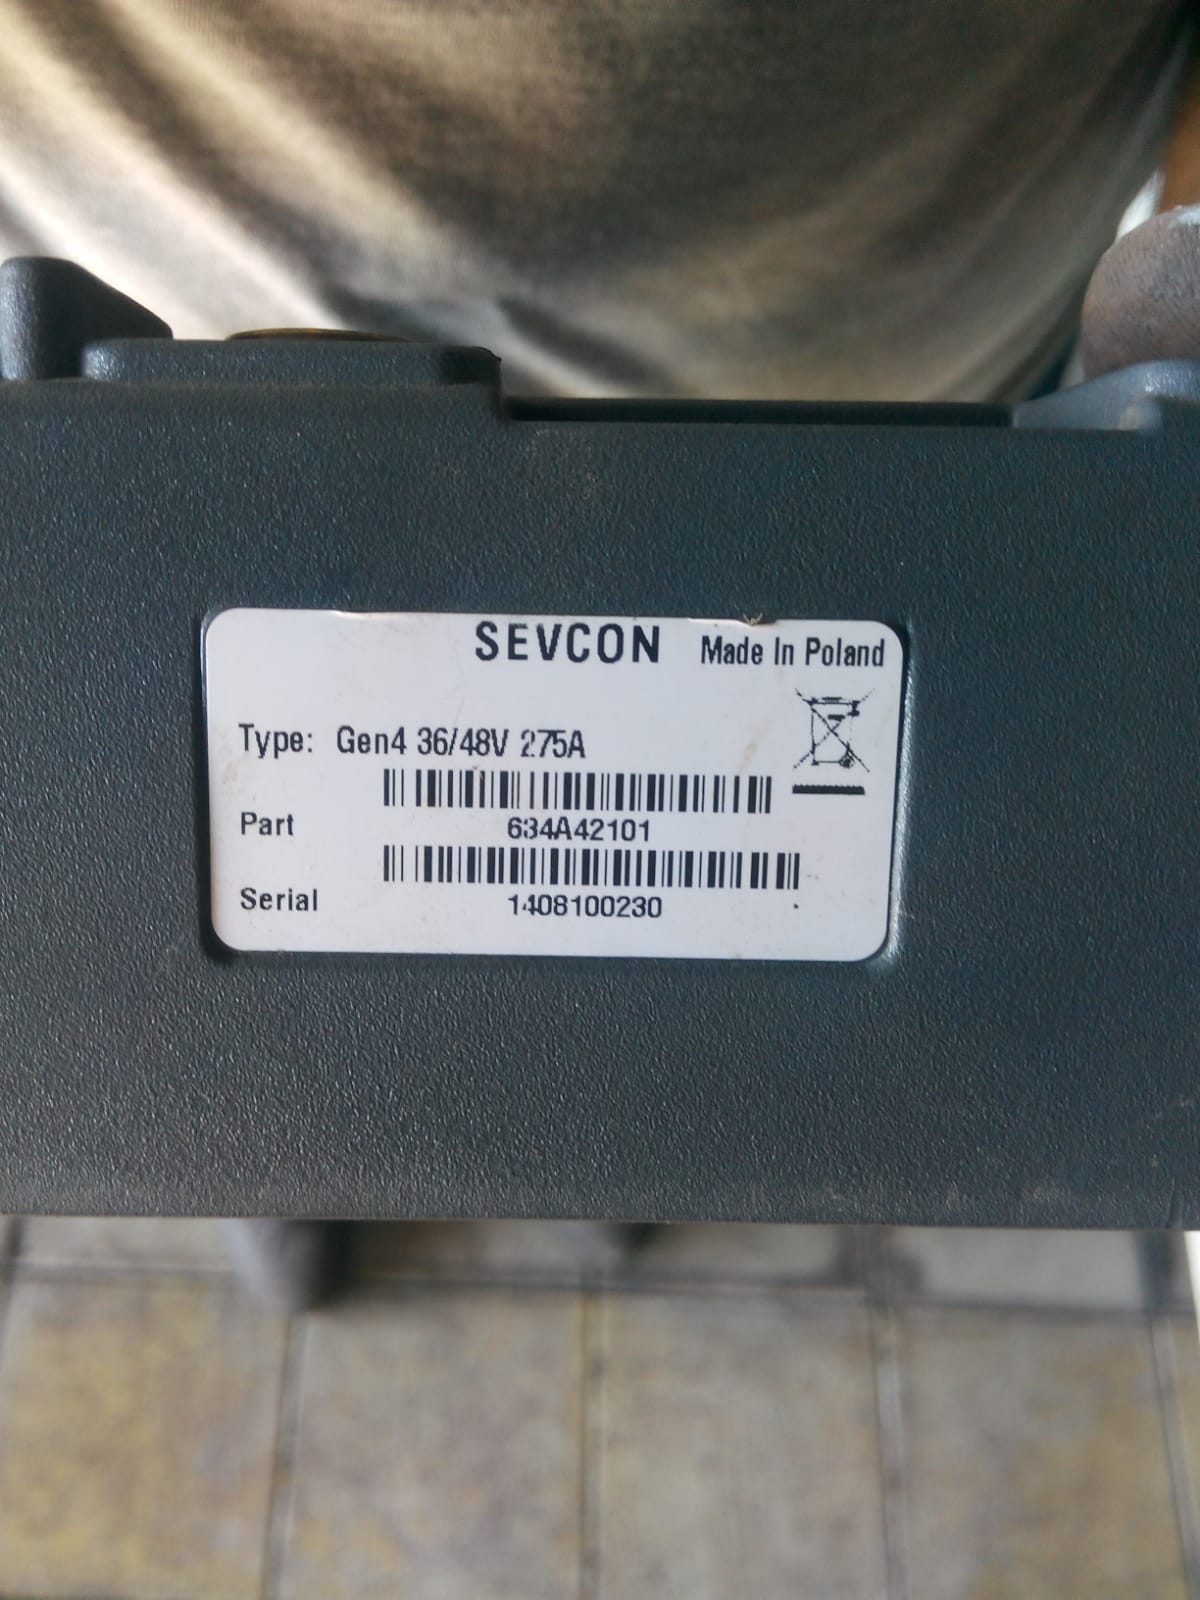 SEVCON Made In Poland
Type: Gen4 36/48V 275A
Part 634A42101
Serial 1408100230